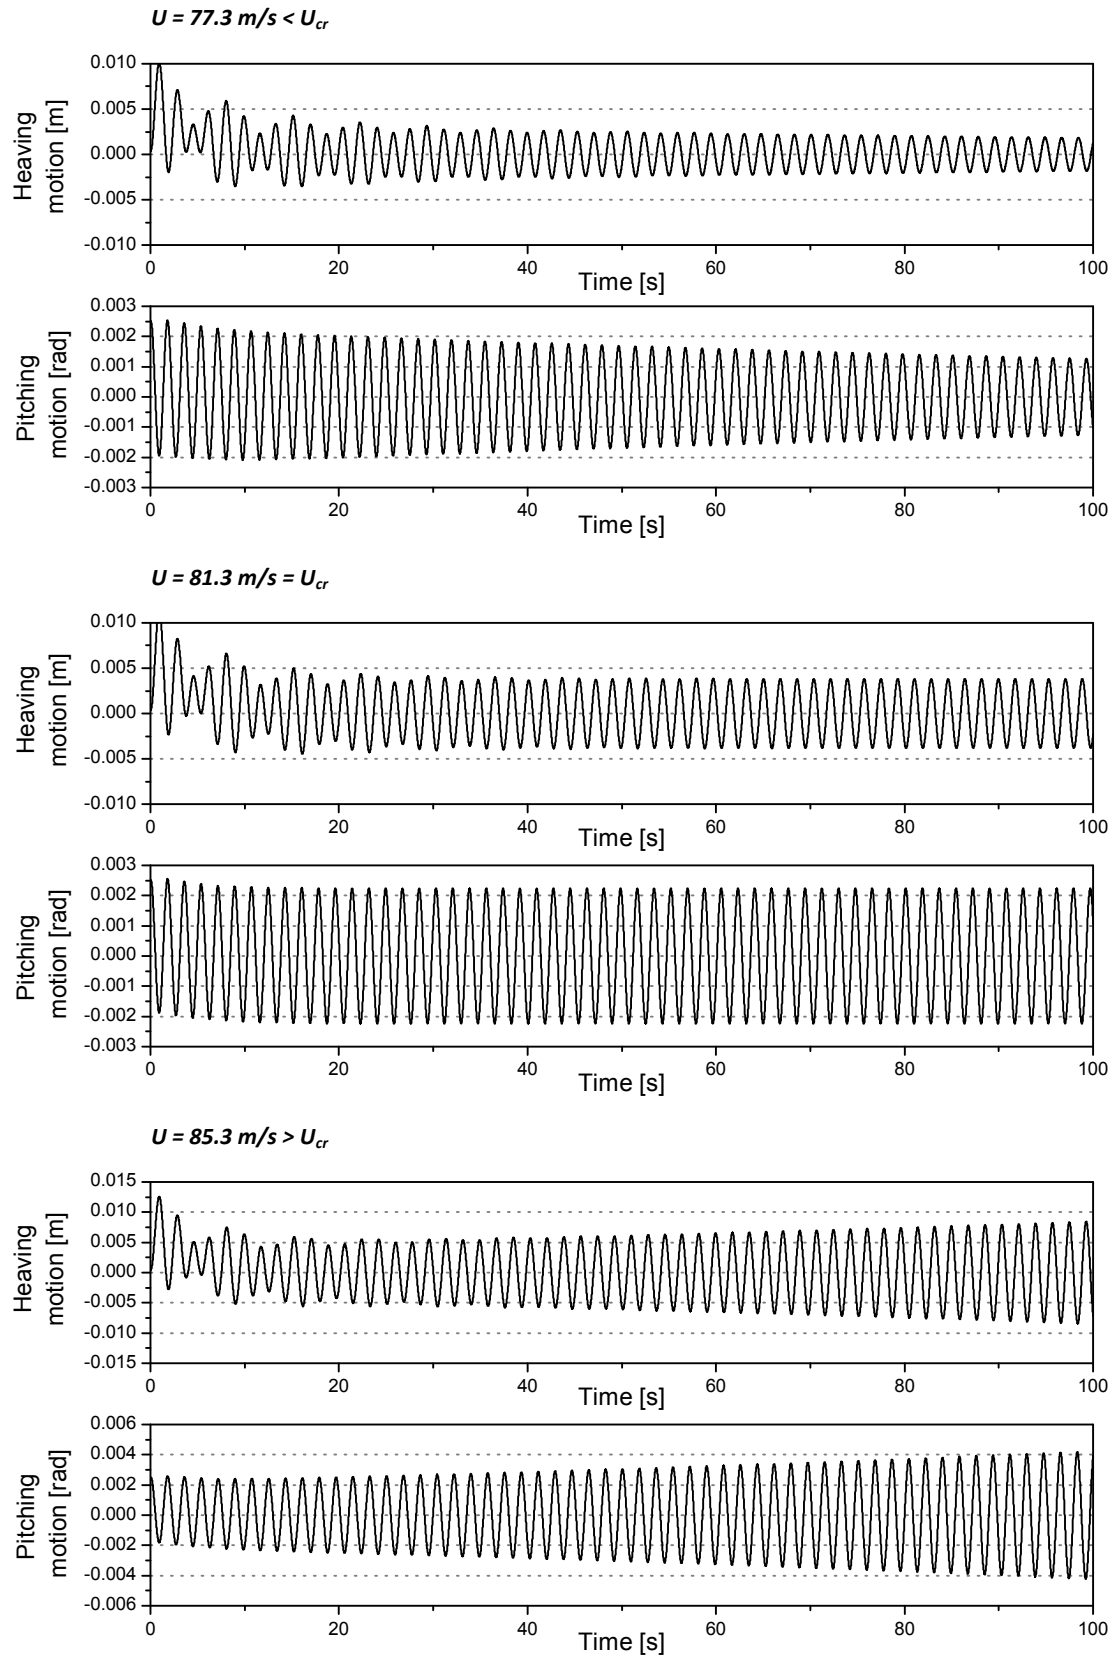 U = 77.3 m/s < Ucr
Heaving
motion [m]
0.010
0.005
0.000
-0.005
-0.010
0 20 40 60 80 100
Time [s]
Pitching
motion [rad]
0.003
0.002
0.001
0.000
-0.001
-0.002
-0.003
0 20 40 60 80 100
Time [s]
U = 81.3 m/s = Ucr
Heaving
motion [m]
0.010
0.005
0.000
-0.005
-0.010
0 20 40 60 80 100
Time [s]
Pitching
motion [rad]
0.003
0.002
0.001
0.000
-0.001
-0.002
-0.003
0 20 40 60 80 100
Time [s]
U = 85.3 m/s > Ucr
Heaving
motion [m]
0.015
0.010
0.005
0.000
-0.005
-0.010
-0.015
0 20 40 60 80 100
Time [s]
Pitching
motion [rad]
0.006
0.004
0.002
0.000
-0.002
-0.004
-0.006
0 20 40 60 80 100
Time [s]